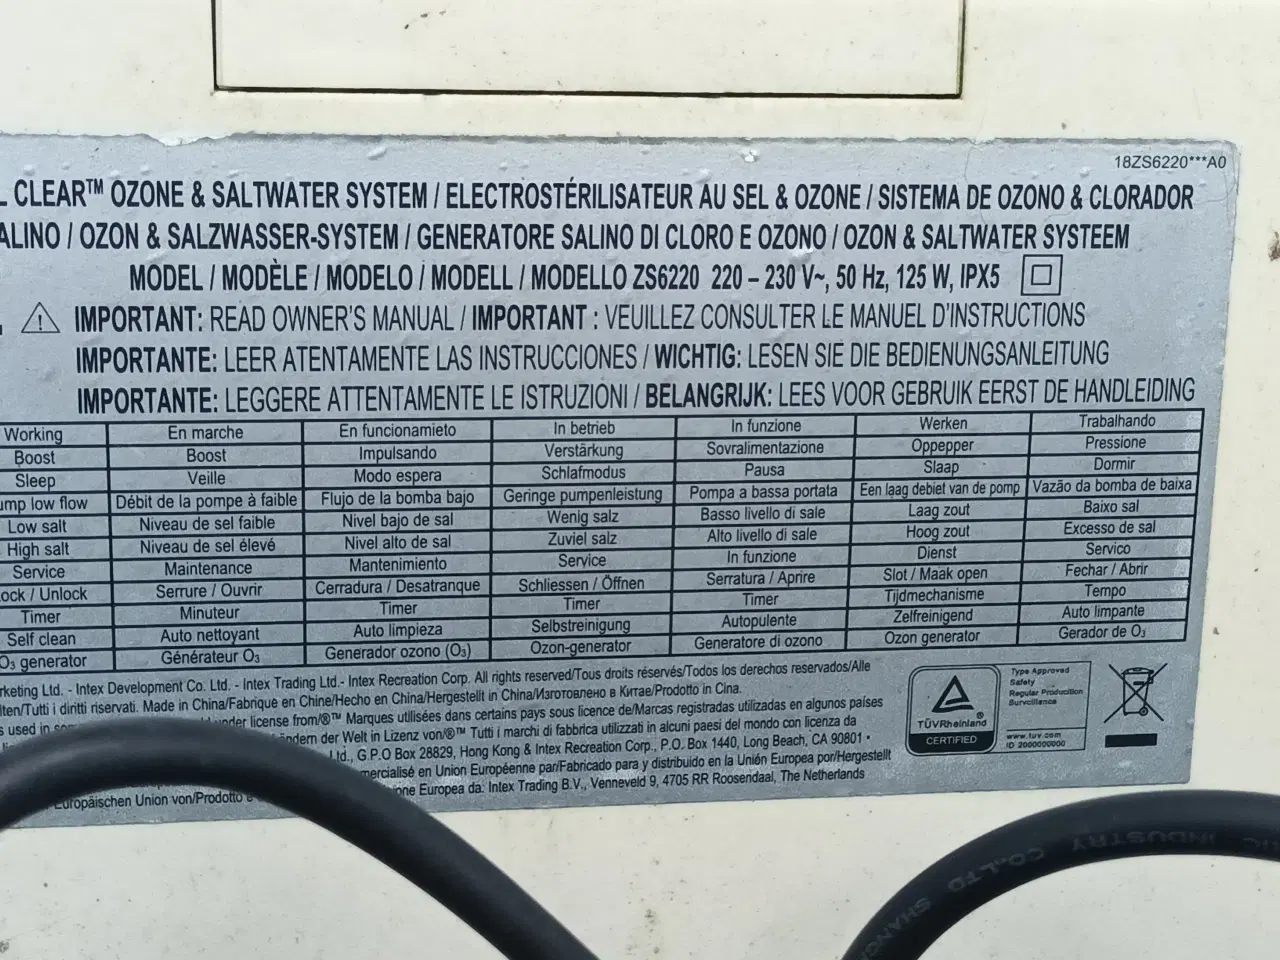 18ZS6220***A0
CLEAR™ OZONE & SALTWATER SYSTEM / ELECTROSTÉRILISATEUR AU SEL & OZONE / SISTEMA DE OZONO & CLORADOR
ALINO / OZON & SALZWASSER-SYSTEM / GENERATORE SALINO DI CLORO E OZONO / OZON & SALTWATER SYSTEEM
MODEL / MODÈLE / MODELO / MODELL / MODELLO ZS6220 220 – 230 V~, 50 Hz, 125 W, IPX5
IMPORTANT: READ OWNER'S MANUAL / IMPORTANT : VEUILLEZ CONSULTER LE MANUEL D'INSTRUCTIONS
IMPORTANTE: LEER ATENTAMENTE LAS INSTRUCCIONES / WICHTIG: LESEN SIE DIE BEDIENUNGSANLEITUNG
IMPORTANTE: LEGGERE ATTENTAMENTE LE ISTRUZIONI / BELANGRIJK: LEES VOOR GEBRUIK EERST DE HANDLEIDING
Working En marche En funcionamieto In betrieb In funzione Werken Trabalhando
Boost Boost Impulsando Verstärkung Sovralimentazione Oppepper Pressione
Sleep Veille Modo espera Schlafmodus Pausa Slaap Dormir
ump low flow Débit de la pompe à faible Flujo de la bomba bajo Geringe pumpenleistung Pompa a bassa portata Een laag debiet van de pomp Vazão da bomba de baixa
Low salt Niveau de sel faible Nivel bajo de sal Wenig salz Basso livello di sale Laag zout Baixo sal
High salt Niveau de sel élevé Nivel alto de sal Zuviel salz Alto livello di sale Hoog zout Excesso de sal
Service Maintenance Mantenimiento Service In funzione Dienst Servico
ock / Unlock Serrure / Ouvrir Cerradura / Desatranque Schliessen / Öffnen Serratura / Aprire Slot / Maak open Fechar / Abrir
Timer Minuteur Timer Timer Timer Tijdmechanisme Tempo
Self clean Auto nettoyant Auto limpieza Selbstreinigung Autopulente Zelfreinigend Auto limpante
O₃ generator Générateur O₃ Generador ozono (O₃) Ozon-generator Generatore di ozono Ozon generator Gerador de O₃
rketing Ltd. - Intex Development Co. Ltd. - Intex Trading Ltd.- Intex Recreation Corp. All rights reserved/Tous droits réservés/Todos los derechos reservados/Alle
lten/Tutti i diritti riservati. Made in China/Fabrique en Chine/Hecho en China/Hergestellt in China/Изготовлено в Китае/Prodotto in Cina.
s used in so under license from/®™ Marques utilisées dans certains pays sous licence de/Marcas registradas utilizadas en algunos países
ndern der Welt in Lizenz von/®™ Tutti i marchi di fabbrica utilizzati in alcuni paesi del mondo con licenza da
Ltd., G.P.O Box 28829, Hong Kong & Intex Recreation Corp., P.O. Box 1440, Long Beach, CA 90801 •
mercialisé en Union Européenne par/Fabricado para y distribuido en la Unión Europea por/Hergestellt
Europäischen Union von/Prodotto e one Europea da: Intex Trading B.V., Venneveld 9, 4705 RR Roosendaal, The Netherlands
TÜVRheinland®
CERTIFIED
Type Approved
Safety
Regular Production
Surveillance
www.tuv.com
ID 2000000000
INDUSTRY CO.,LTD
SHANG